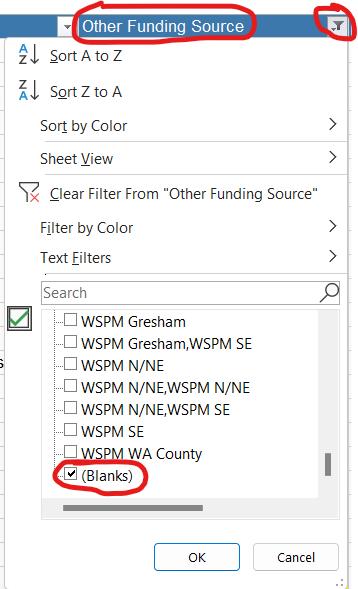 Other Funding Source
Sort A to Z
Sort Z to A
Sort by Color
Sheet View
Clear Filter From "Other Funding Source"
Filter by Color
Text Filters
Search
WSPM Gresham
WSPM Gresham,WSPM SE
WSPM N/NE
WSPM N/NE,WSPM N/NE
WSPM N/NE,WSPM SE
WSPM SE
WSPM WA County
s
(Blanks)
OK Cancel